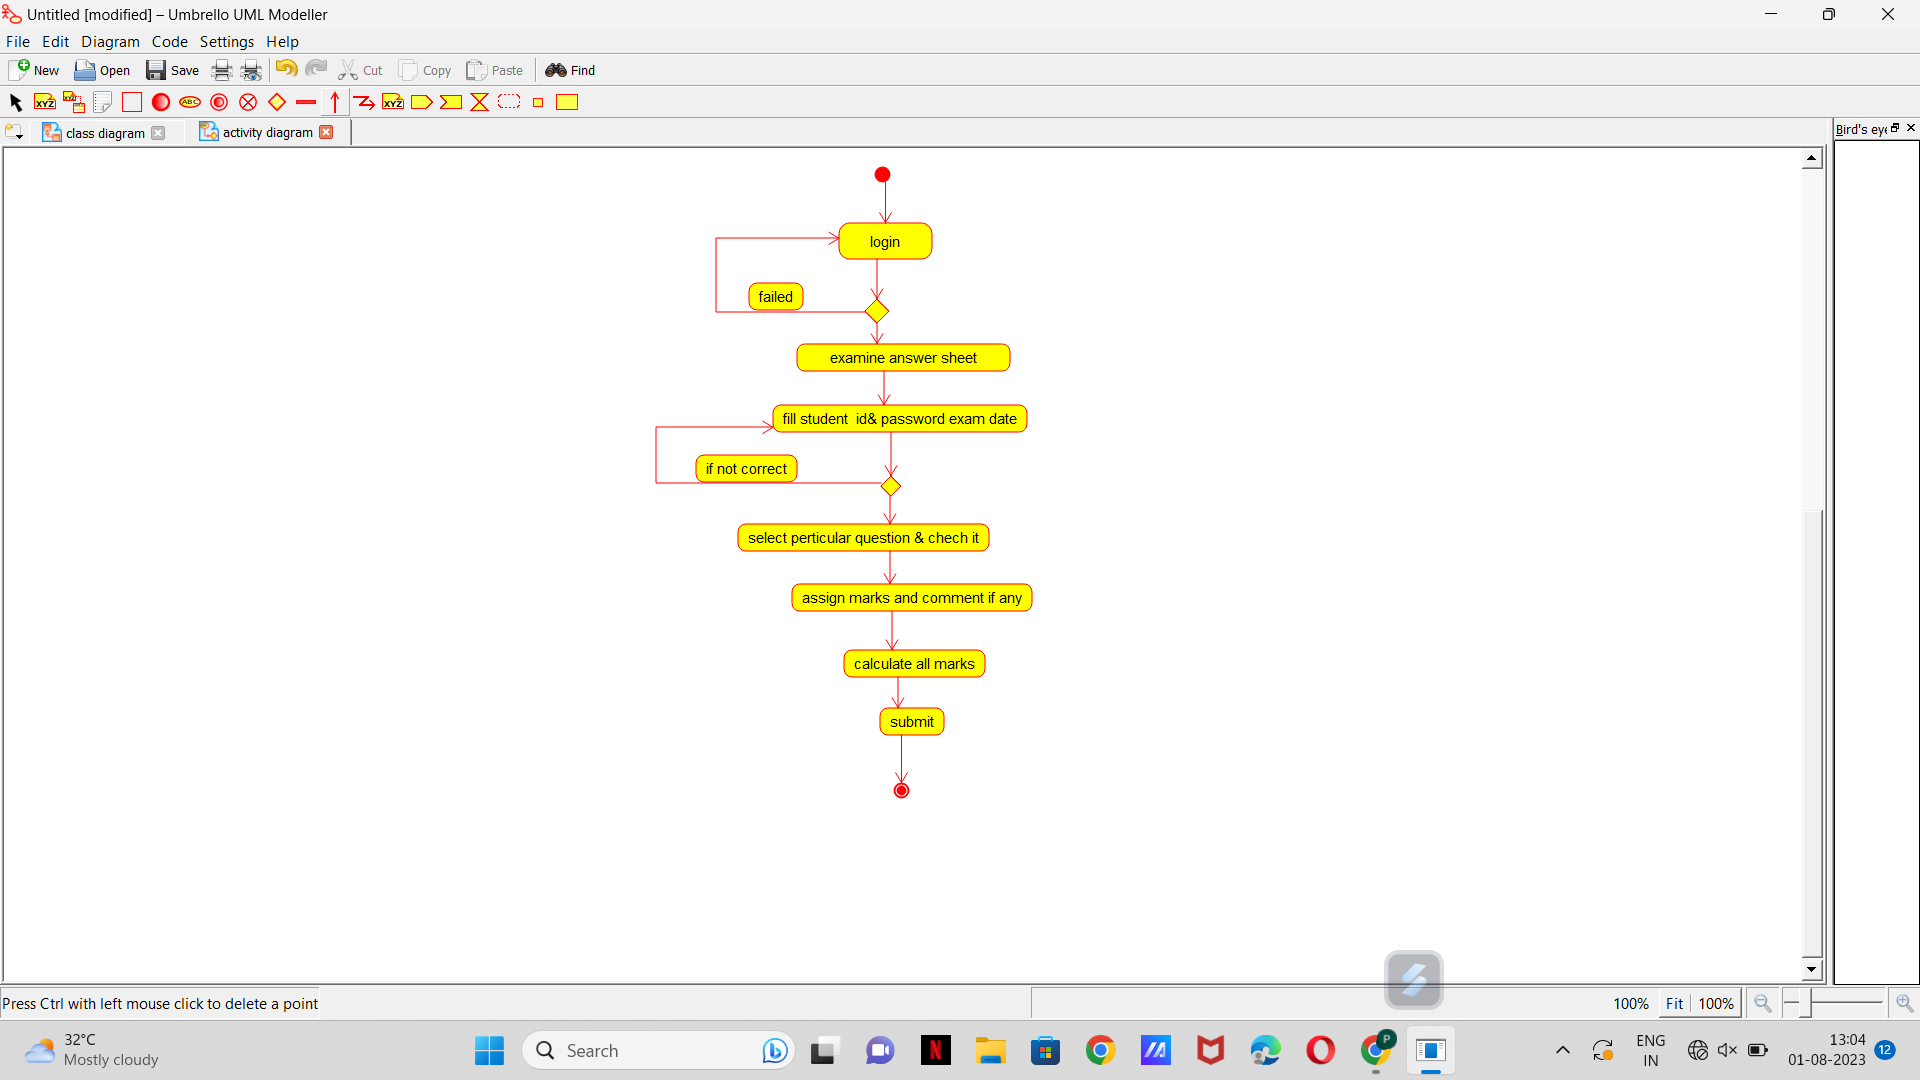 Untitled [modified] – Umbrello UML Modeller
File Edit Diagram Code Settings Help
New Open Save Cut Copy Paste Find
XYZ XYZ ABC XYZ
class diagram activity diagram Bird's eye
login
failed
examine answer sheet
fill student  id& password exam date
if not correct
select perticular question & chech it
assign marks and comment if any
calculate all marks
submit
Press Ctrl with left mouse click to delete a point 100% Fit 100%
32°C
Mostly cloudy
Search
N
P
ENG
IN
13:04
01-08-2023
12